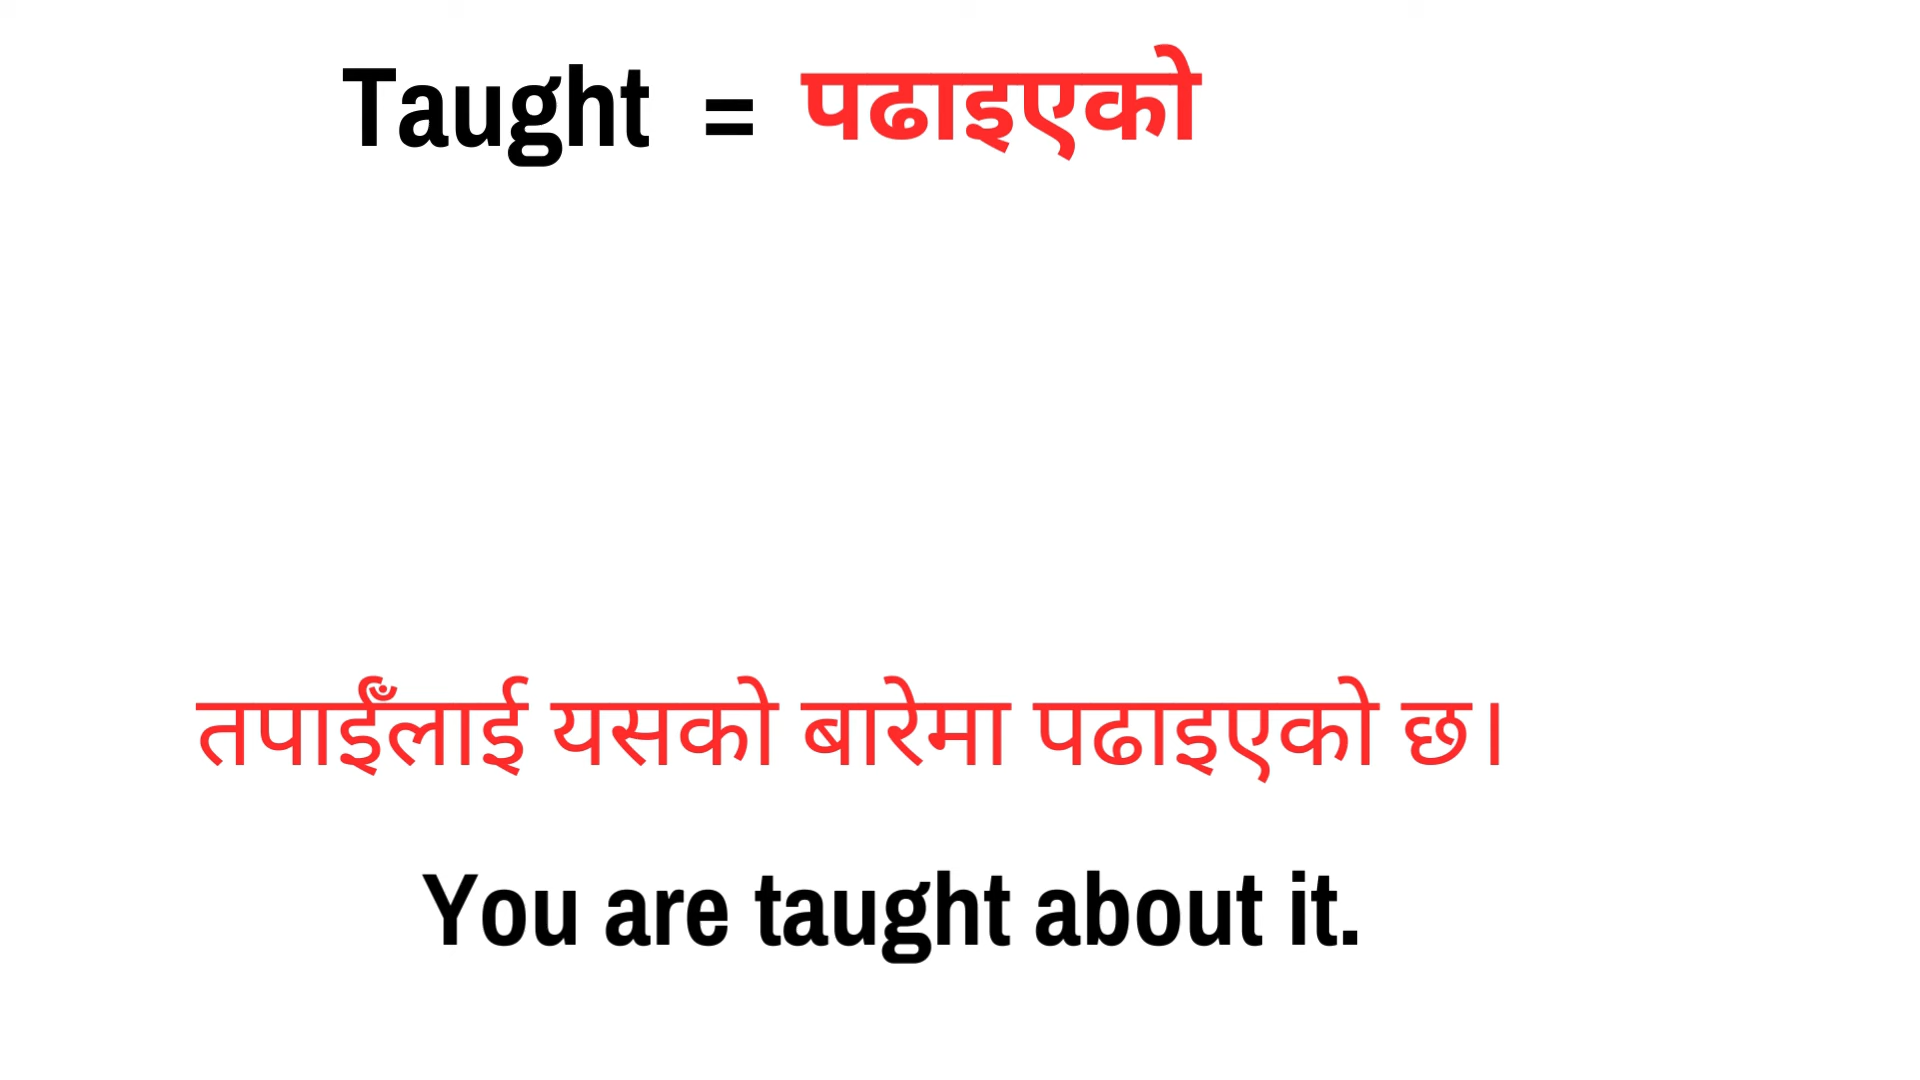 Taught = पढाइएको
तपाईँलाई यसको बारेमा पढाइएको छ।
You are taught about it.